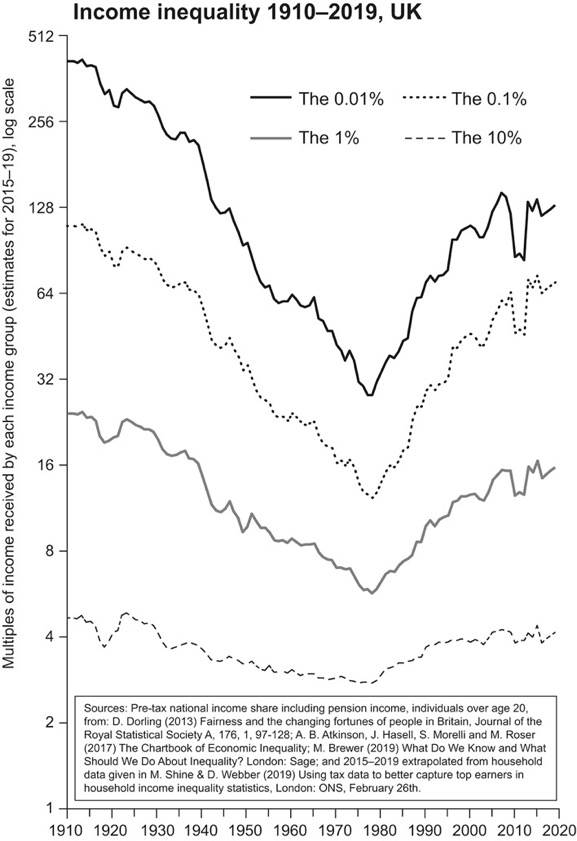 Income inequality 1910–2019, UK
Multiples of income received by each income group (estimates for 2015–19), log scale
512
256
128
64
32
16
8
4
2
1
The 0.01%
The 0.1%
The 1%
The 10%
Sources: Pre-tax national income share including pension income, individuals over age 20,
from: D. Dorling (2013) Fairness and the changing fortunes of people in Britain, Journal of the
Royal Statistical Society A, 176, 1, 97-128; A. B. Atkinson, J. Hasell, S. Morelli and M. Roser
(2017) The Chartbook of Economic Inequality; M. Brewer (2019) What Do We Know and What
Should We Do About Inequality? London: Sage; and 2015–2019 extrapolated from household
data given in M. Shine & D. Webber (2019) Using tax data to better capture top earners in
household income inequality statistics, London: ONS, February 26th.
1910 1920 1930 1940 1950 1960 1970 1980 1990 2000 2010 2020